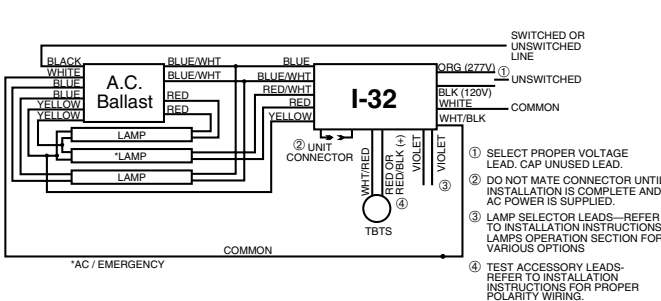 SWITCHED OR
UNSWITCHED
LINE
BLACK
WHITE
BLUE
BLUE
YELLOW
YELLOW
A.C.
Ballast
BLUE/WHT
BLUE/WHT
RED
RED
BLUE
BLUE/WHT
RED/WHT
RED
YELLOW
I-32
ORG (277V)
①
UNSWITCHED
BLK (120V)
WHITE
COMMON
WHT/BLK
LAMP
*LAMP
LAMP
② UNIT
CONNECTOR
WHT/RED
RED OR
RED/BLK (+)
④
VIOLET
VIOLET
③
TBTS
COMMON
*AC / EMERGENCY
① SELECT PROPER VOLTAGE
LEAD. CAP UNUSED LEAD.
② DO NOT MATE CONNECTOR UNTIL
INSTALLATION IS COMPLETE AND
AC POWER IS SUPPLIED.
③ LAMP SELECTOR LEADS—REFER
TO INSTALLATION INSTRUCTIONS
LAMPS OPERATION SECTION FOR
VARIOUS OPTIONS
④ TEST ACCESSORY LEADS-
REFER TO INSTALLATION
INSTRUCTIONS FOR PROPER
POLARITY WIRING.